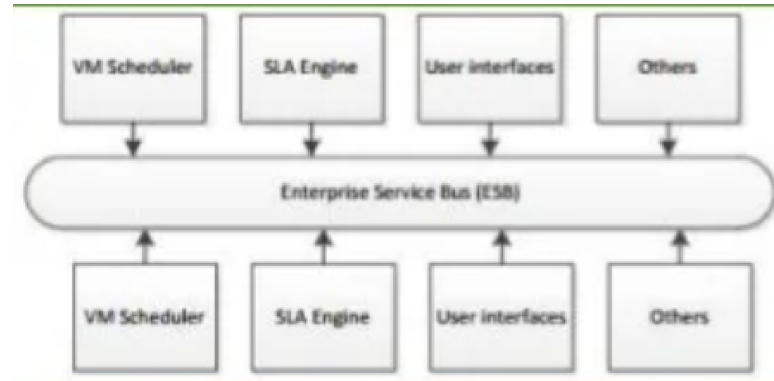 VM Scheduler
SLA Engine
User interfaces
Others
Enterprise Service Bus (ESB)
VM Scheduler
SLA Engine
User interfaces
Others